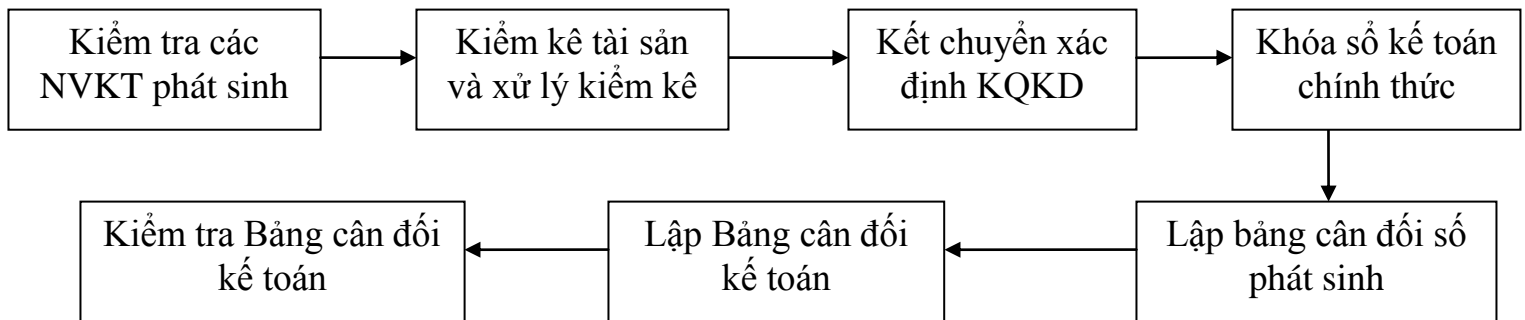 Kiểm tra các
NVKT phát sinh
Kiểm kê tài sản
và xử lý kiểm kê
Kết chuyển xác
định KQKD
Khóa sổ kế toán
chính thức
Lập bảng cân đối số
phát sinh
Lập Bảng cân đối
kế toán
Kiểm tra Bảng cân đối
kế toán